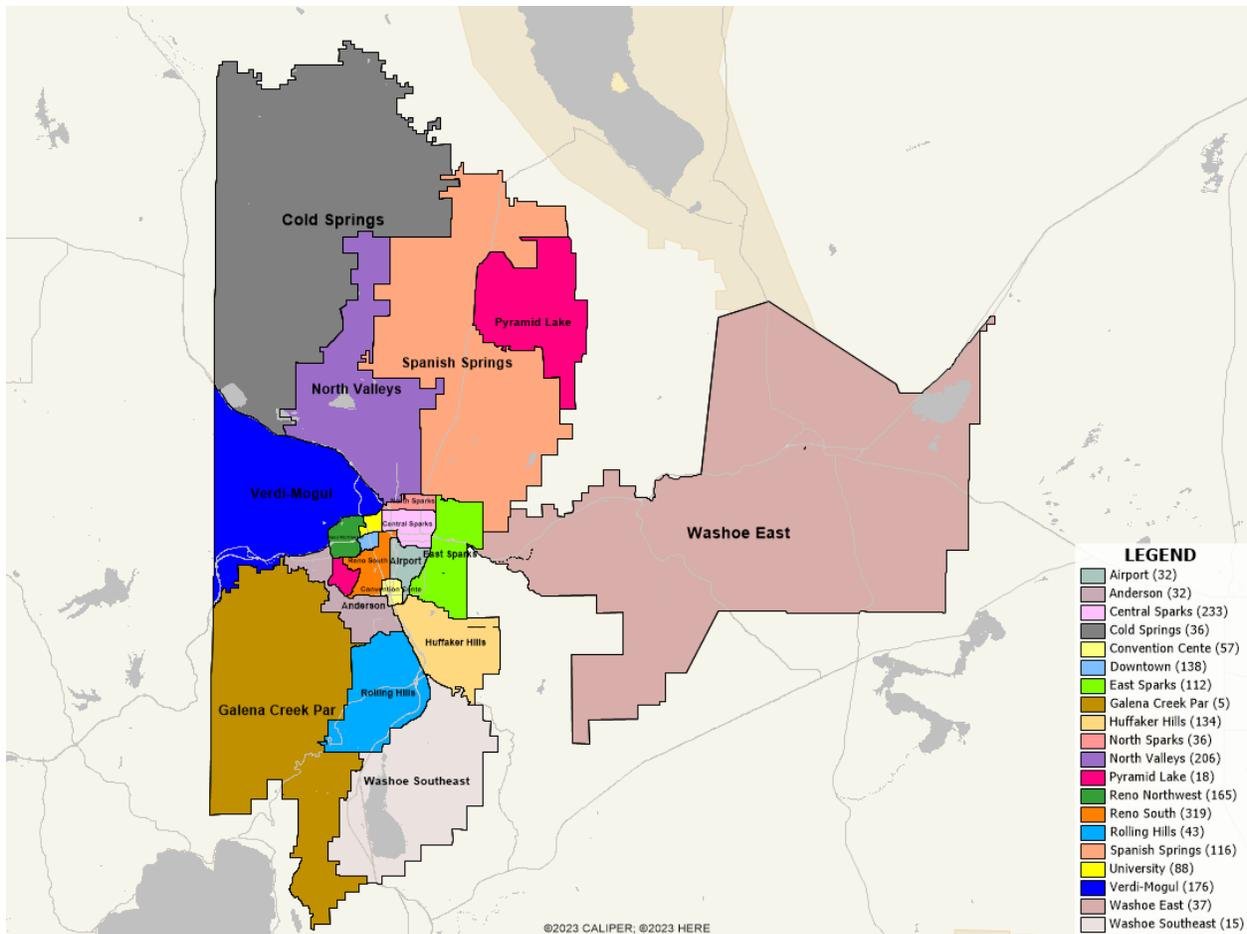 Cold Springs
Pyramid Lake
Spanish Springs
North Valleys
Verdi-Mogul
North Sparks
Central Sparks
Washoe East
East Sparks
Reno South
Airport
Convention Cente
Anderson
Huffaker Hills
Rolling Hills
Galena Creek Par
Washoe Southeast
LEGEND
Airport (32)
Anderson (32)
Central Sparks (233)
Cold Springs (36)
Convention Cente (57)
Downtown (138)
East Sparks (112)
Galena Creek Par (5)
Huffaker Hills (134)
North Sparks (36)
North Valleys (206)
Pyramid Lake (18)
Reno Northwest (165)
Reno South (319)
Rolling Hills (43)
Spanish Springs (116)
University (88)
Verdi-Mogul (176)
Washoe East (37)
Washoe Southeast (15)
©2023 CALIPER; ©2023 HERE